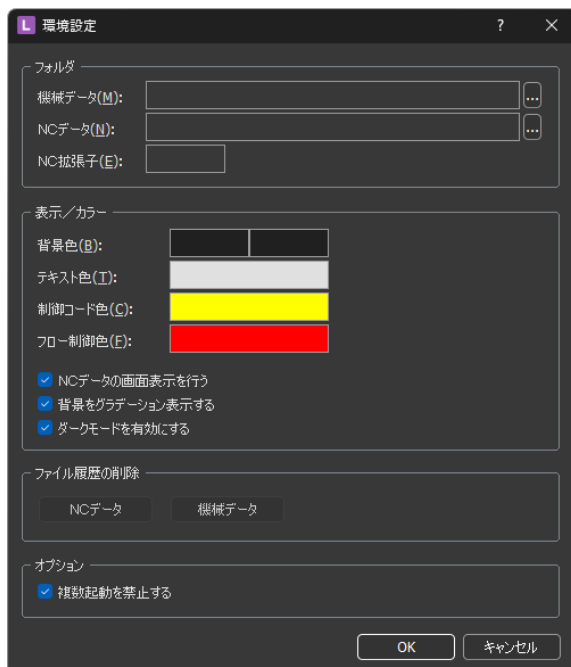 L 環境設定 ?
フォルダ
機械データ(M): ...
NCデータ(N): ...
NC拡張子(E):
表示／カラー
背景色(B):
テキスト色(T):
制御コード色(C):
フロー制御色(F):
NCデータの画面表示を行う
背景をグラデーション表示する
ダークモードを有効にする
ファイル履歴の削除
NCデータ 機械データ
オプション
複数起動を禁止する
OK キャンセル